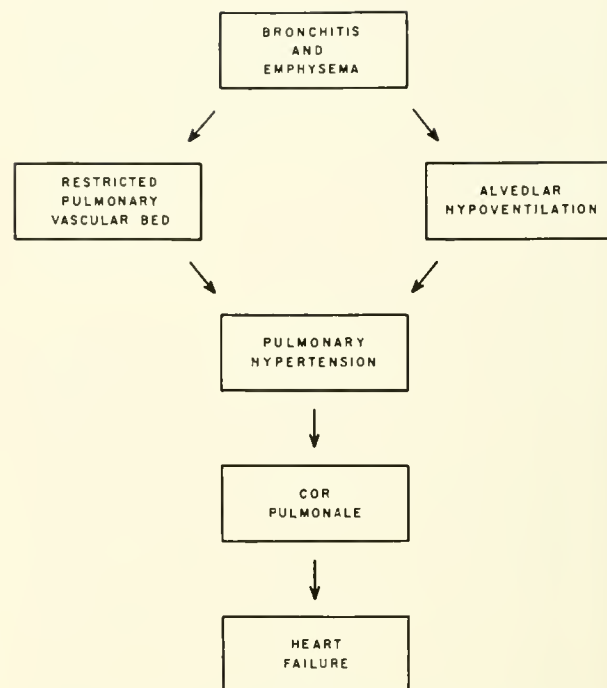 BRONCHITIS
AND
EMPHYSEMA
RESTRICTED
PULMONARY
VASCULAR BED
ALVEOLAR
HYPOVENTILATION
PULMONARY
HYPERTENSION
COR
PULMONALE
HEART
FAILURE